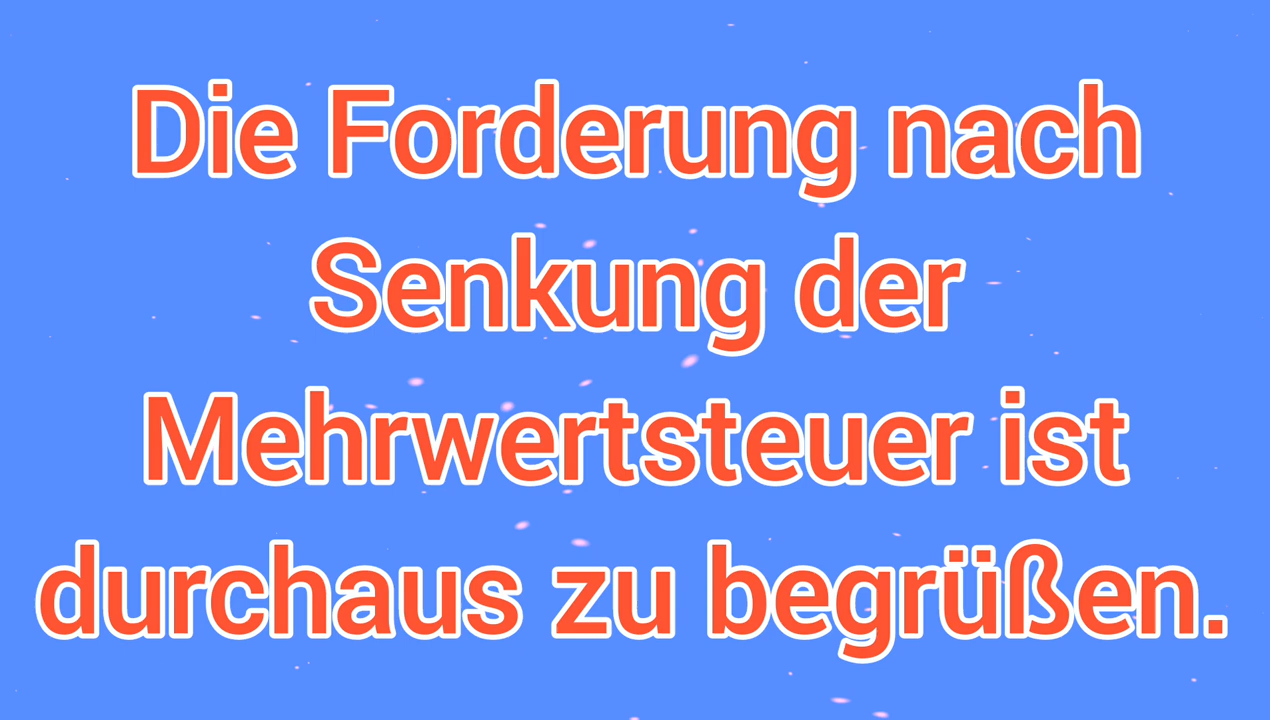 Die Forderung nach
Senkung der
Mehrwertsteuer ist
durchaus zu begrüßen.